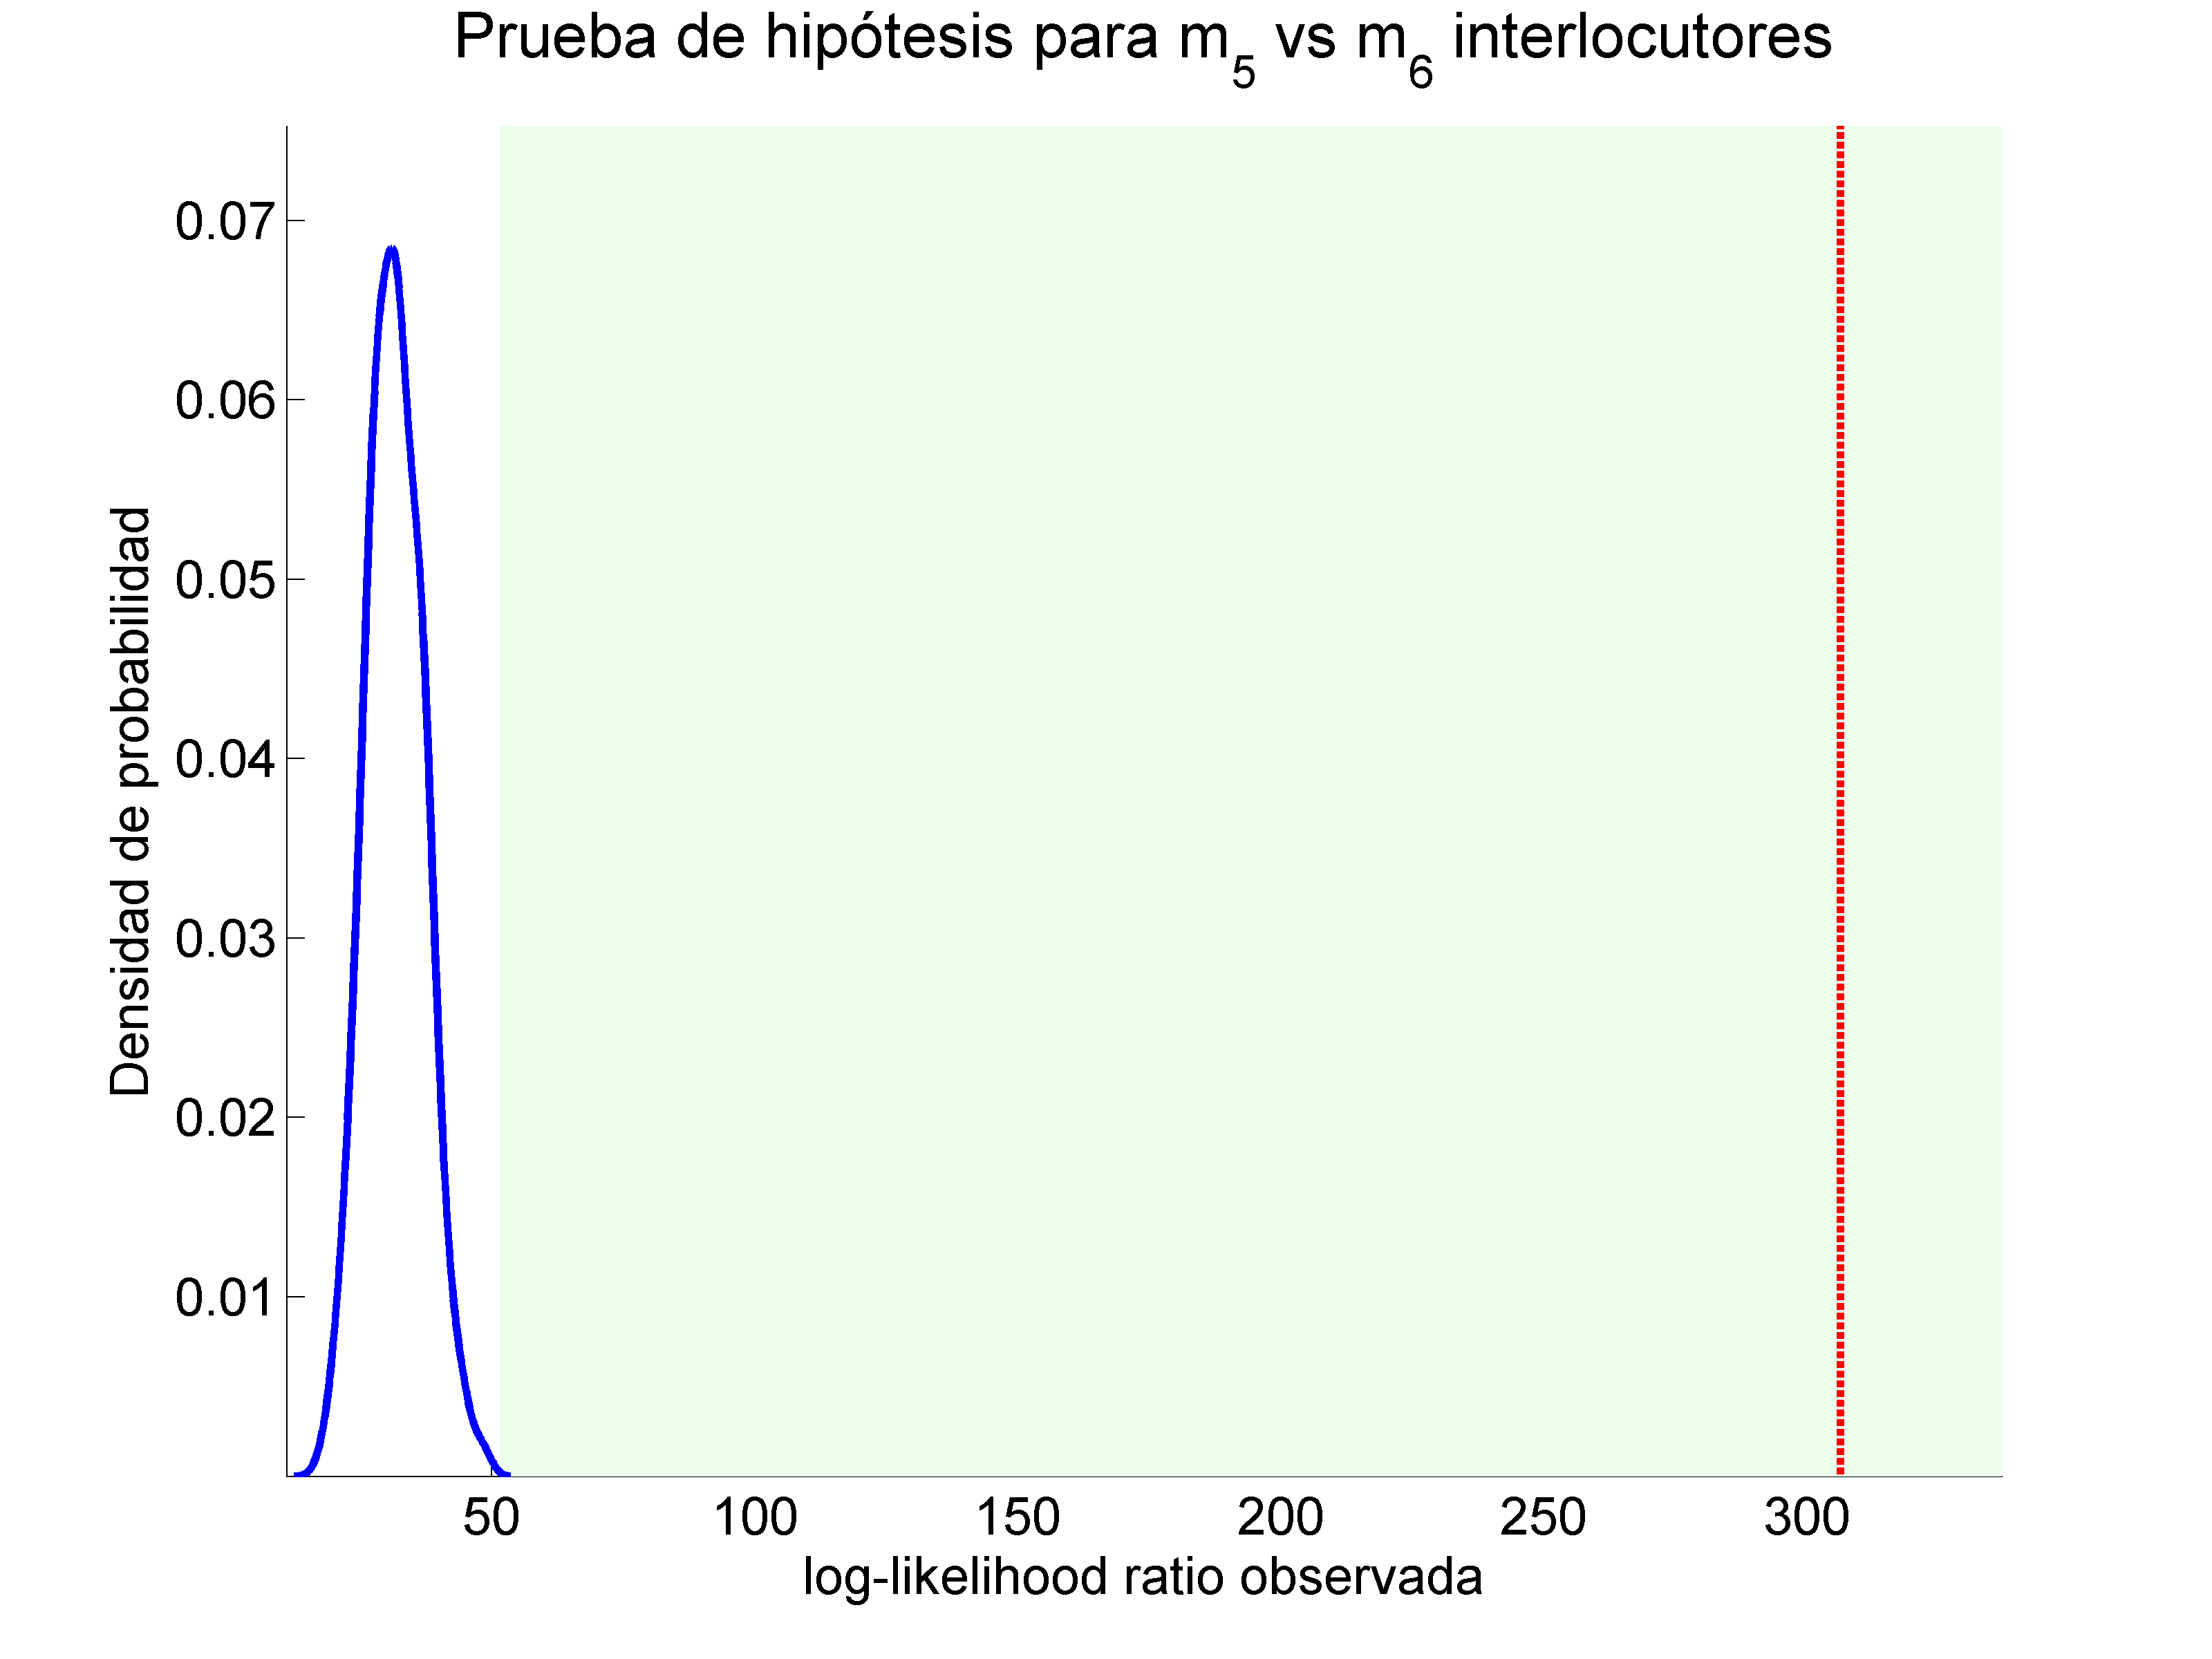 Prueba de hipótesis para m5 vs m6 interlocutores
Densidad de probabilidad
0.07
0.06
0.05
0.04
0.03
0.02
0.01
50 100 150 200 250 300
log-likelihood ratio observada